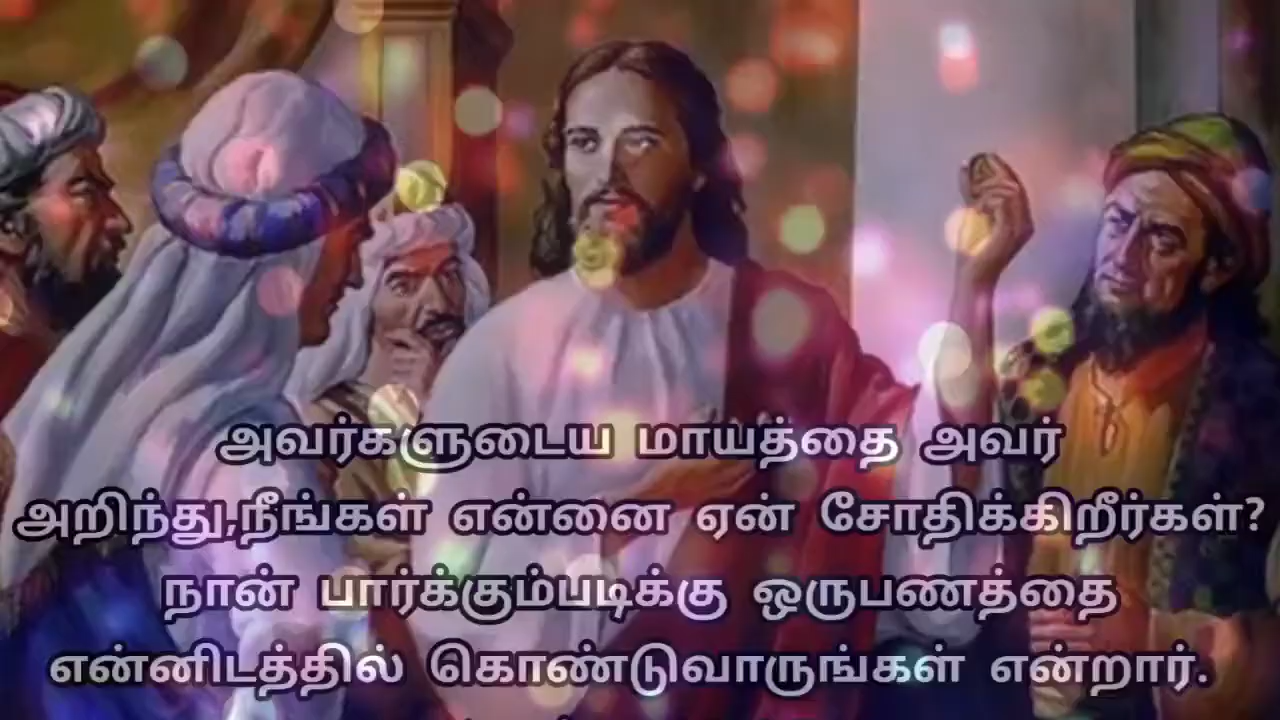 அவர்களுடைய மாயத்தை அவர்
அறிந்து,நீங்கள் என்னை ஏன் சோதிக்கிறீர்கள்?
நான் பார்க்கும்படிக்கு ஒருபணத்தை
என்னிடத்தில் கொண்டுவாருங்கள் என்றார்.